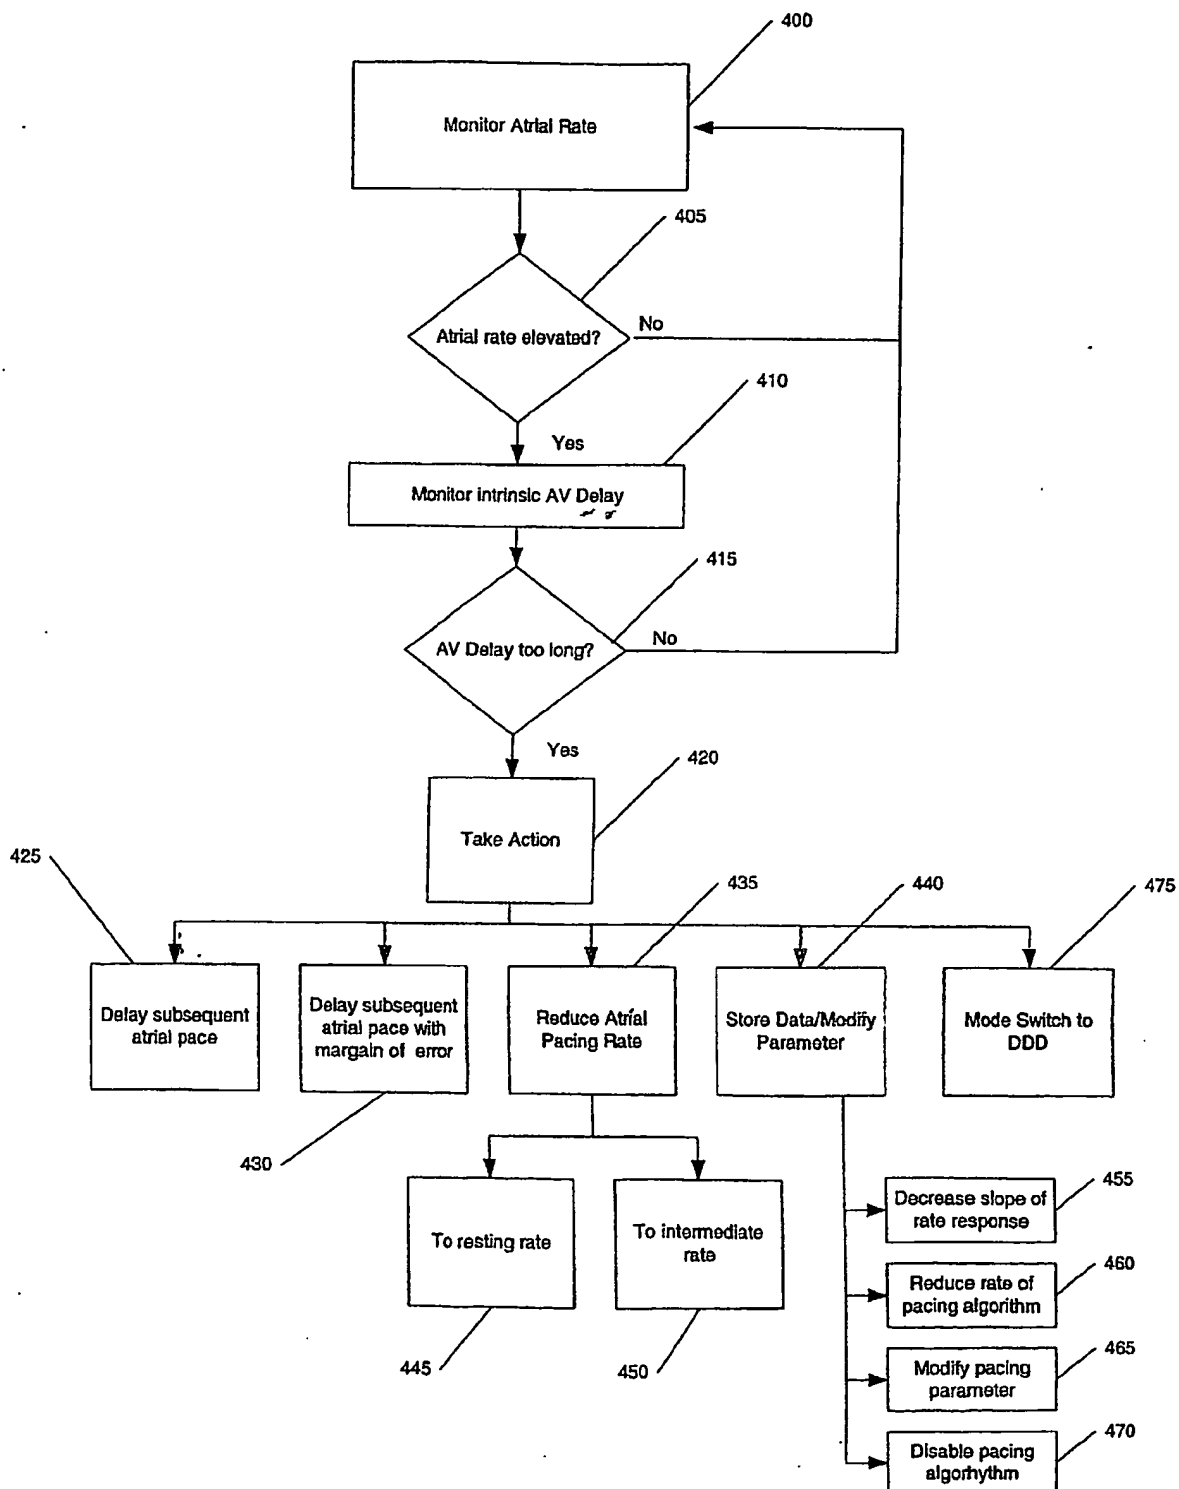 400
Monitor Atrial Rate
405
Atrial rate elevated?
No
410
Yes
Monitor intrinsic AV Delay
415
AV Delay too long?
No
Yes
420
Take Action
425
435
440
475
Delay subsequent
atrial pace
Delay subsequent
atrial pace with
margain of error
Reduce Atrial
Pacing Rate
Store Data/Modify
Parameter
Mode Switch to
DDD
430
To resting rate
To intermediate
rate
445
450
455
Decrease slope of
rate response
460
Reduce rate of
pacing algorithm
465
Modify pacing
parameter
470
Disable pacing
algorhythm